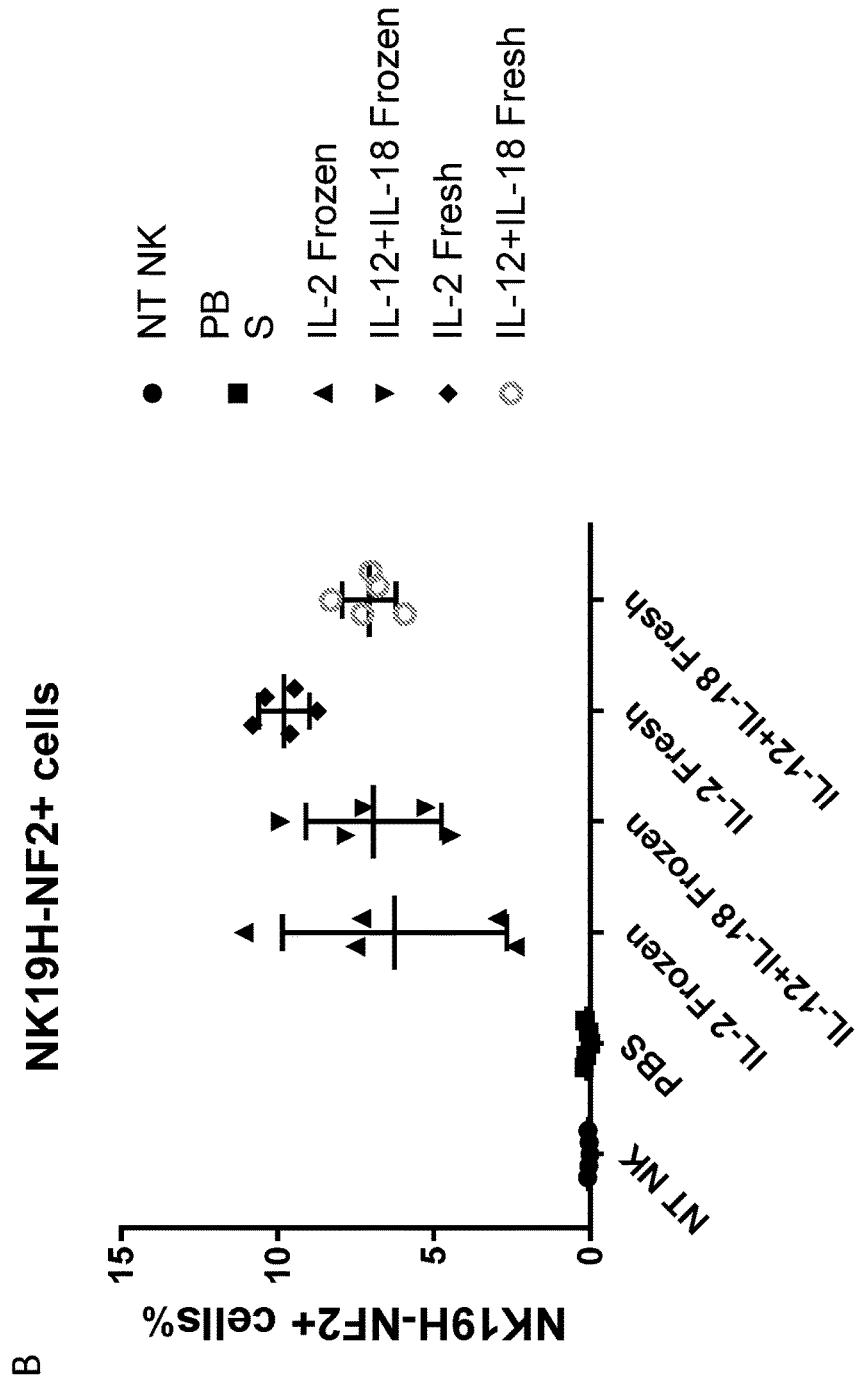 B
NK19H-NF2+ cells
NK19H-NF2+ cells%
15
10
5
0
NT NK
PBS
IL-2 Frozen
IL-12+IL-18 Frozen
IL-2 Fresh
IL-12+IL-18 Fresh
NT NK
PB
S
IL-2 Frozen
IL-12+IL-18 Frozen
IL-2 Fresh
IL-12+IL-18 Fresh